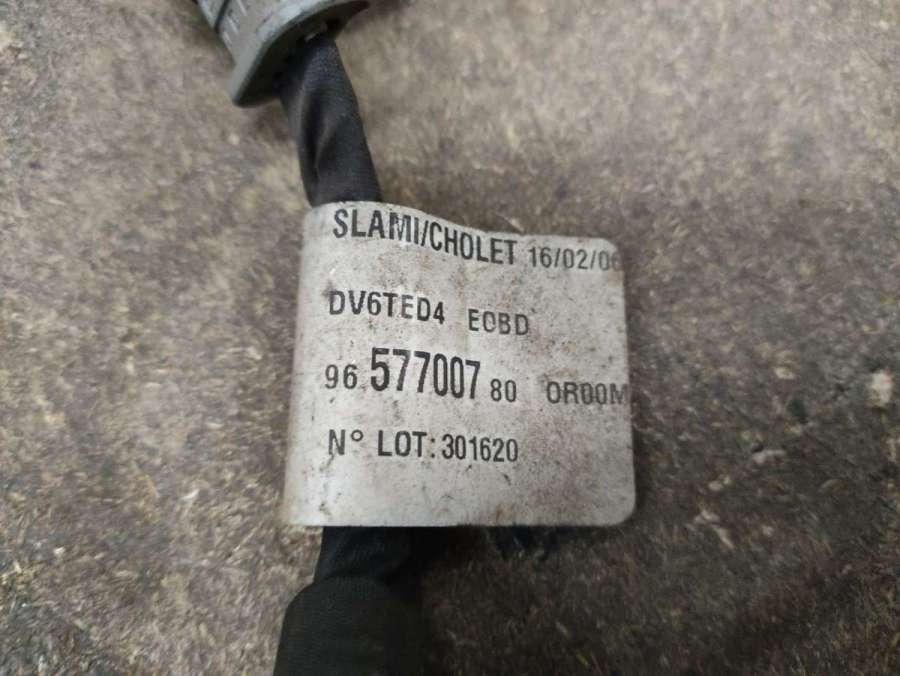 SLAMI/CHOLET 16/02/06
DV6TED4 EOBD
96 577007 80 OR00M
N° LOT: 301620